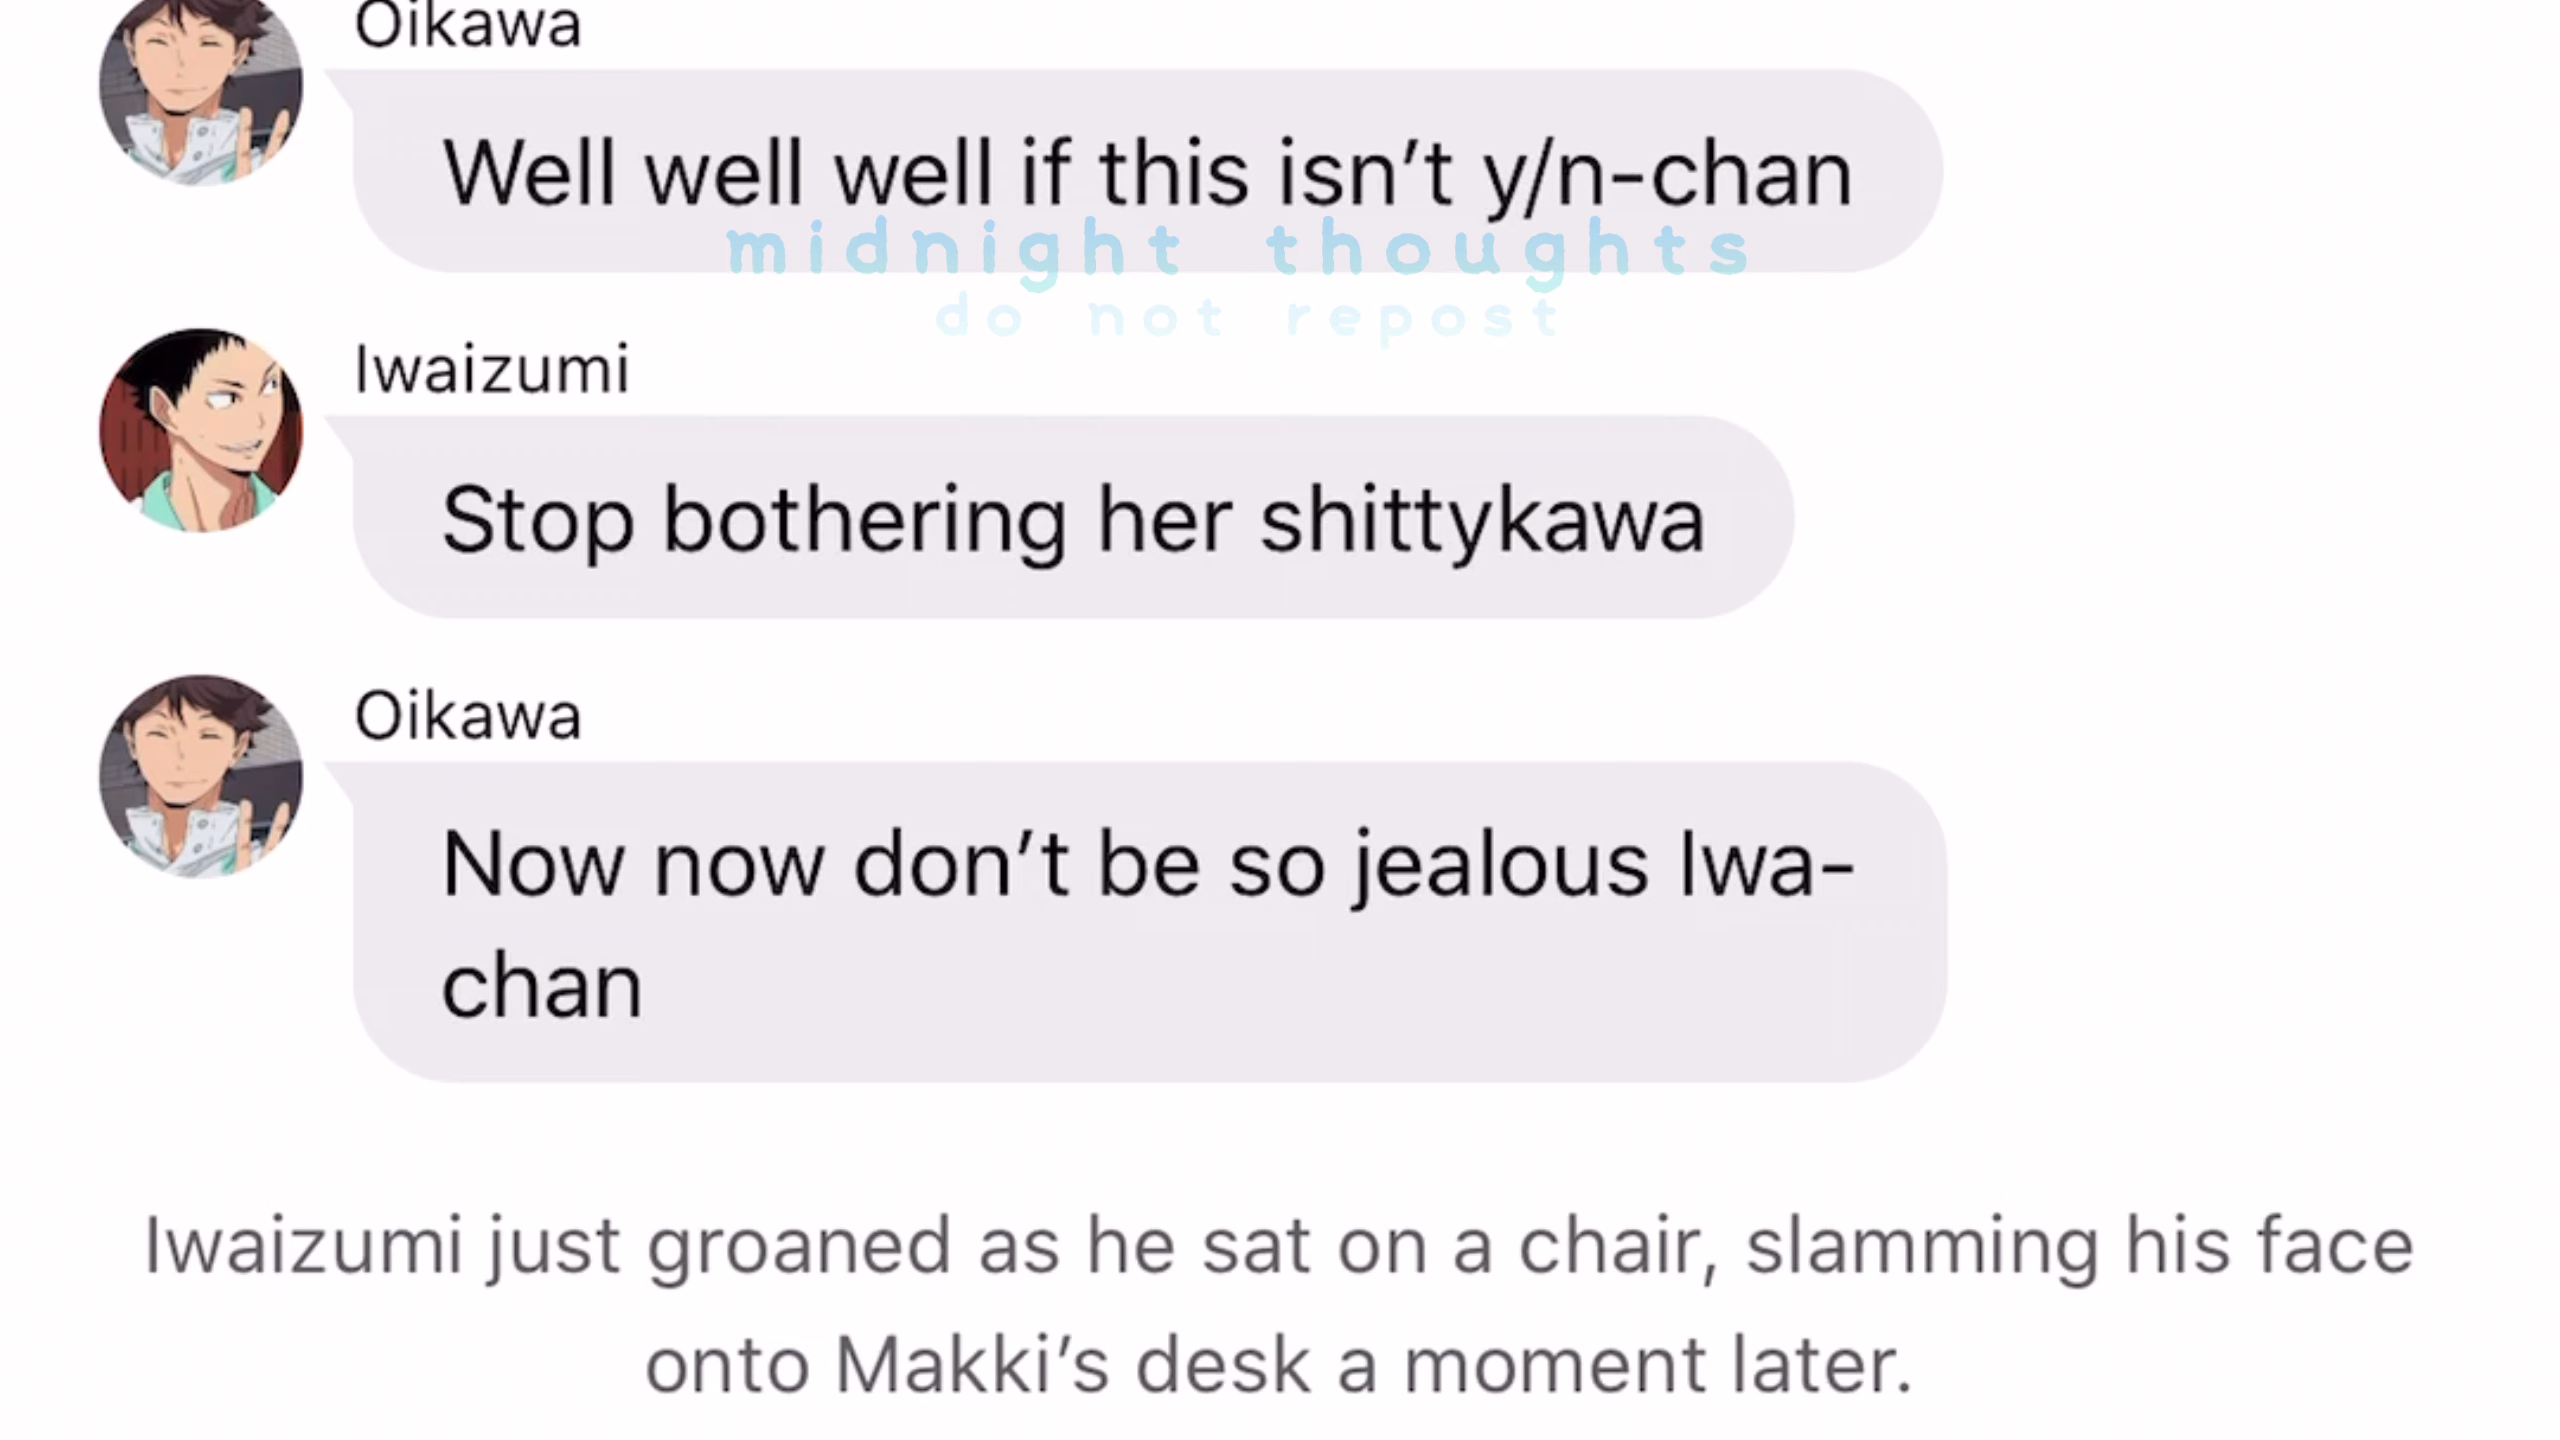 Oikawa
Well well well if this isn't y/n-chan
midnight thoughts
do not repost
Iwaizumi
Stop bothering her shittykawa
Oikawa
Now now don't be so jealous Iwa-
chan
Iwaizumi just groaned as he sat on a chair, slamming his face
onto Makki's desk a moment later.